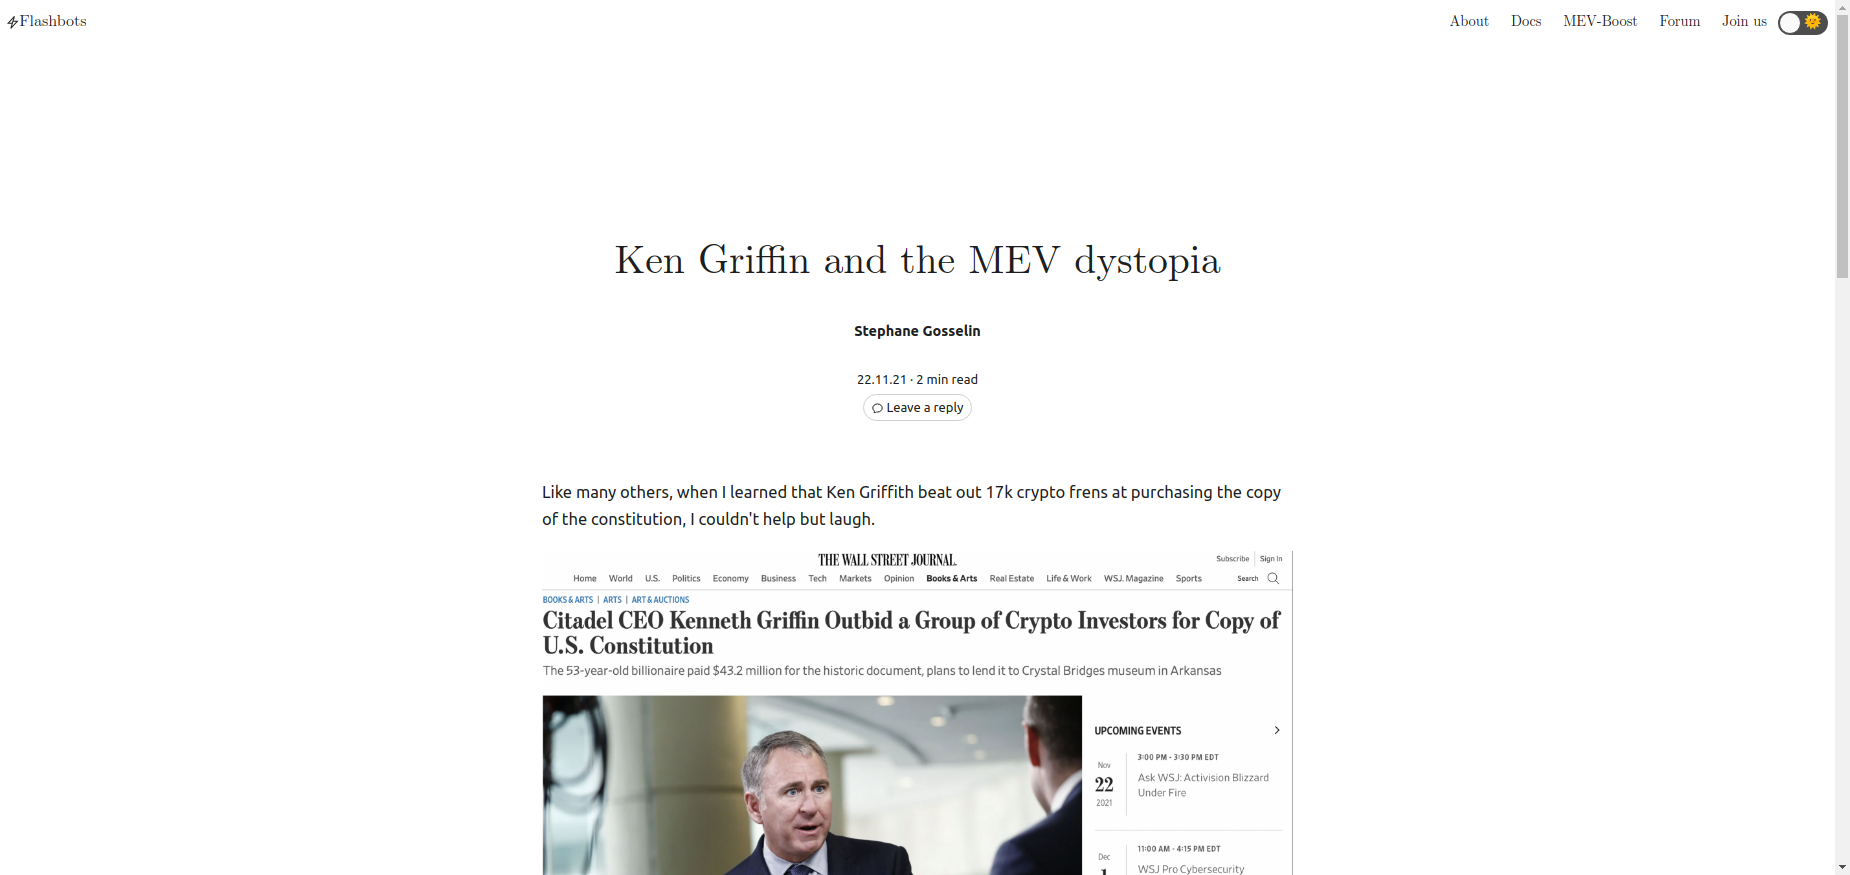 Flashbots
About Docs MEV-Boost Forum Join us
Ken Griffin and the MEV dystopia
Stephane Gosselin
22.11.21 · 2 min read
Leave a reply
Like many others, when I learned that Ken Griffith beat out 17k crypto frens at purchasing the copy
of the constitution, I couldn't help but laugh.
THE WALL STREET JOURNAL.
Subscribe | Sign In
Home World U.S. Politics Economy Business Tech Markets Opinion Books & Arts Real Estate Life & Work WSJ. Magazine Sports Search
BOOKS & ARTS | ARTS | ART & AUCTIONS
Citadel CEO Kenneth Griffin Outbid a Group of Crypto Investors for Copy of
U.S. Constitution
The 53-year-old billionaire paid $43.2 million for the historic document, plans to lend it to Crystal Bridges museum in Arkansas
UPCOMING EVENTS
Nov
22
2021
3:00 PM - 3:30 PM EDT
Ask WSJ: Activision Blizzard
Under Fire
Dec
1
11:00 AM - 4:15 PM EDT
WSJ Pro Cybersecurity